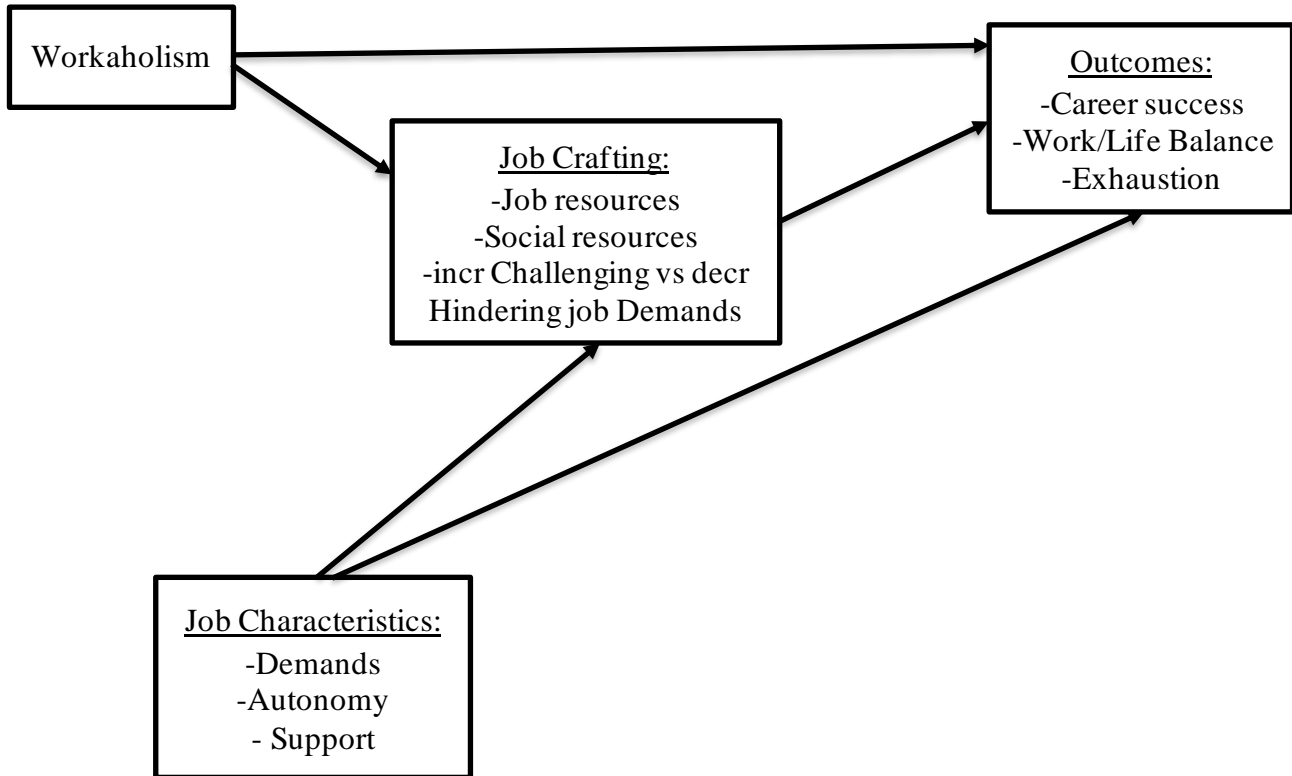 Workaholism
Outcomes:
-Career success
-Work/Life Balance
-Exhaustion
Job Crafting:
-Job resources
-Social resources
-incr Challenging vs decr
Hindering job Demands
Job Characteristics:
-Demands
-Autonomy
- Support